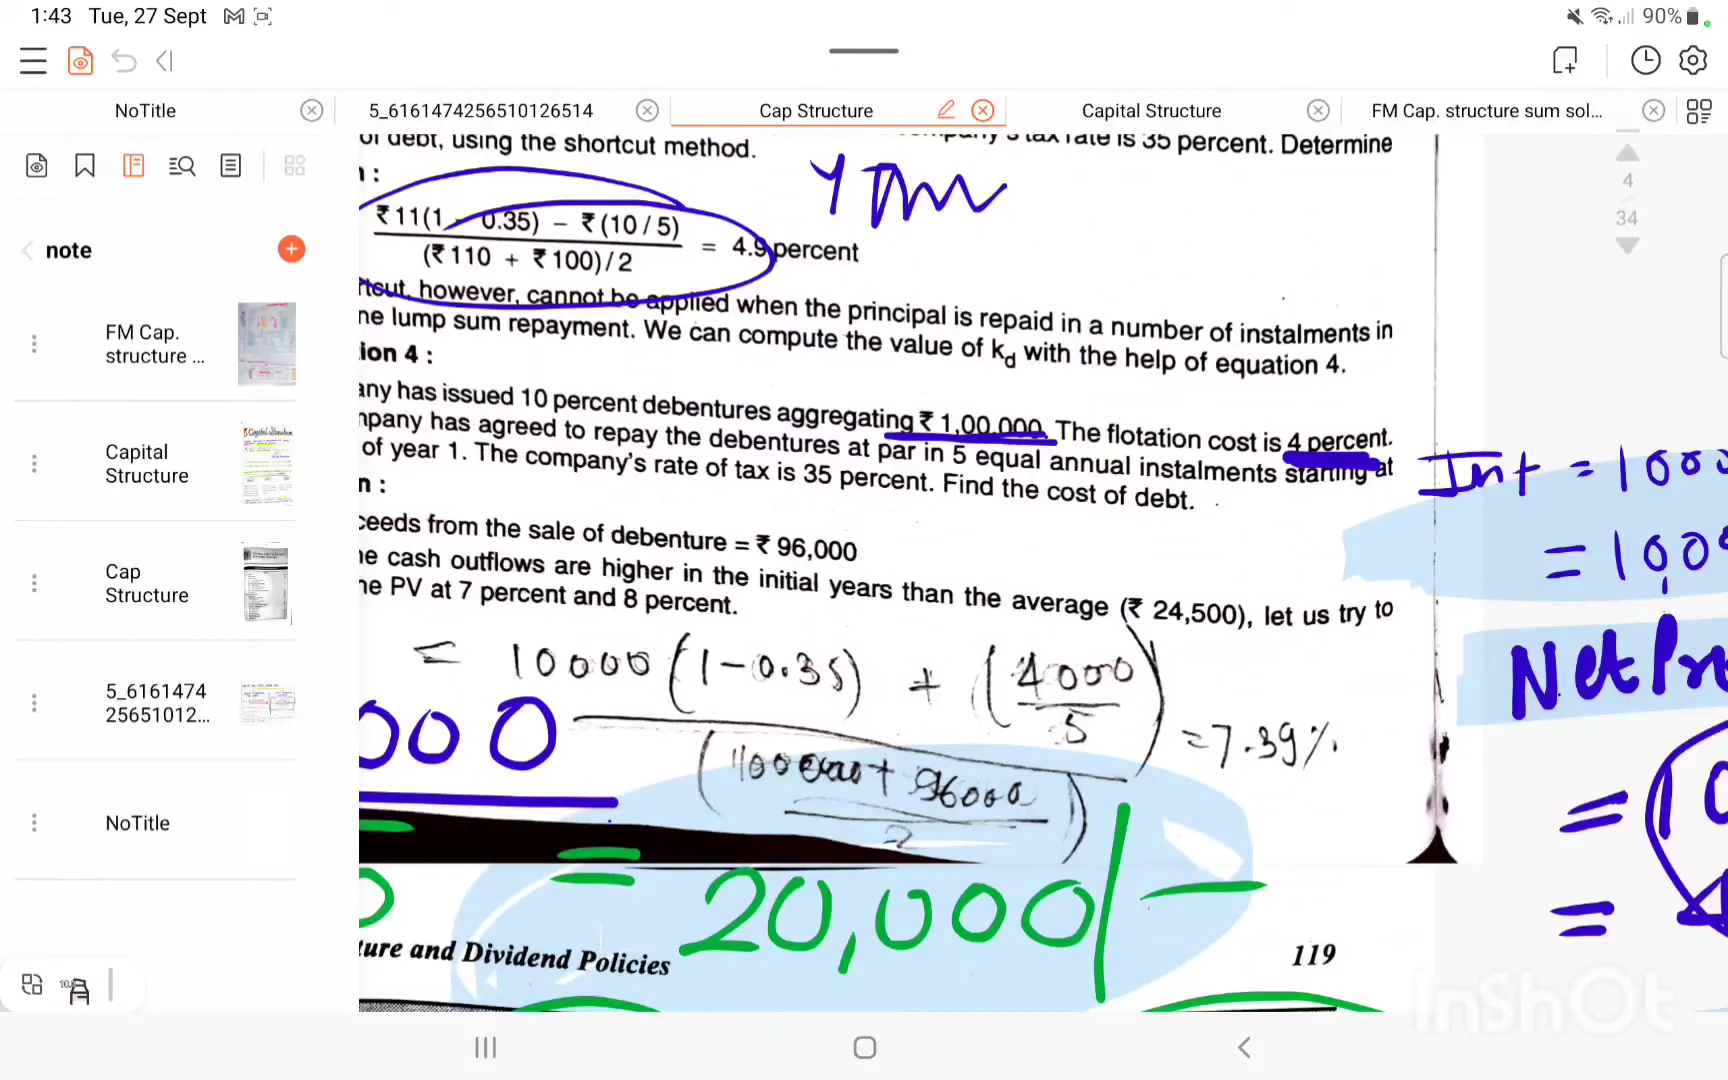 1:43 Tue, 27 Sept
90%
NoTitle
5_6161474256510126514
Cap Structure
Capital Structure
FM Cap. structure sum sol...
note
FM Cap.
structure ...
Capital
Structure
Cap
Structure
5_6161474
25651012...
NoTitle
4
34
of debt, using the shortcut method.
tax rate is 35 percent. Determine
YTM
₹ 11(1 - 0.35) - ₹ (10 / 5)
(₹ 110 + ₹ 100) / 2
= 4.9 percent
however, cannot be applied when the principal is repaid in a number of instalments in
lump sum repayment. We can compute the value of kd with the help of equation 4.
ion 4 :
any has issued 10 percent debentures aggregating ₹ 1,00,000. The flotation cost is 4 percent.
mpany has agreed to repay the debentures at par in 5 equal annual instalments starting at
of year 1. The company's rate of tax is 35 percent. Find the cost of debt.
n :
ceeds from the sale of debenture = ₹ 96,000
cash outflows are higher in the initial years than the average (₹ 24,500), let us try to
PV at 7 percent and 8 percent.
= 10000 (1-0.35) + (4000
5)
(100000 + 96000
2)
= 7.39%
000
= 20,000/-
ture and Dividend Policies
119
Int = 1000
= 10,00
Net Pr
=
=
InShOt